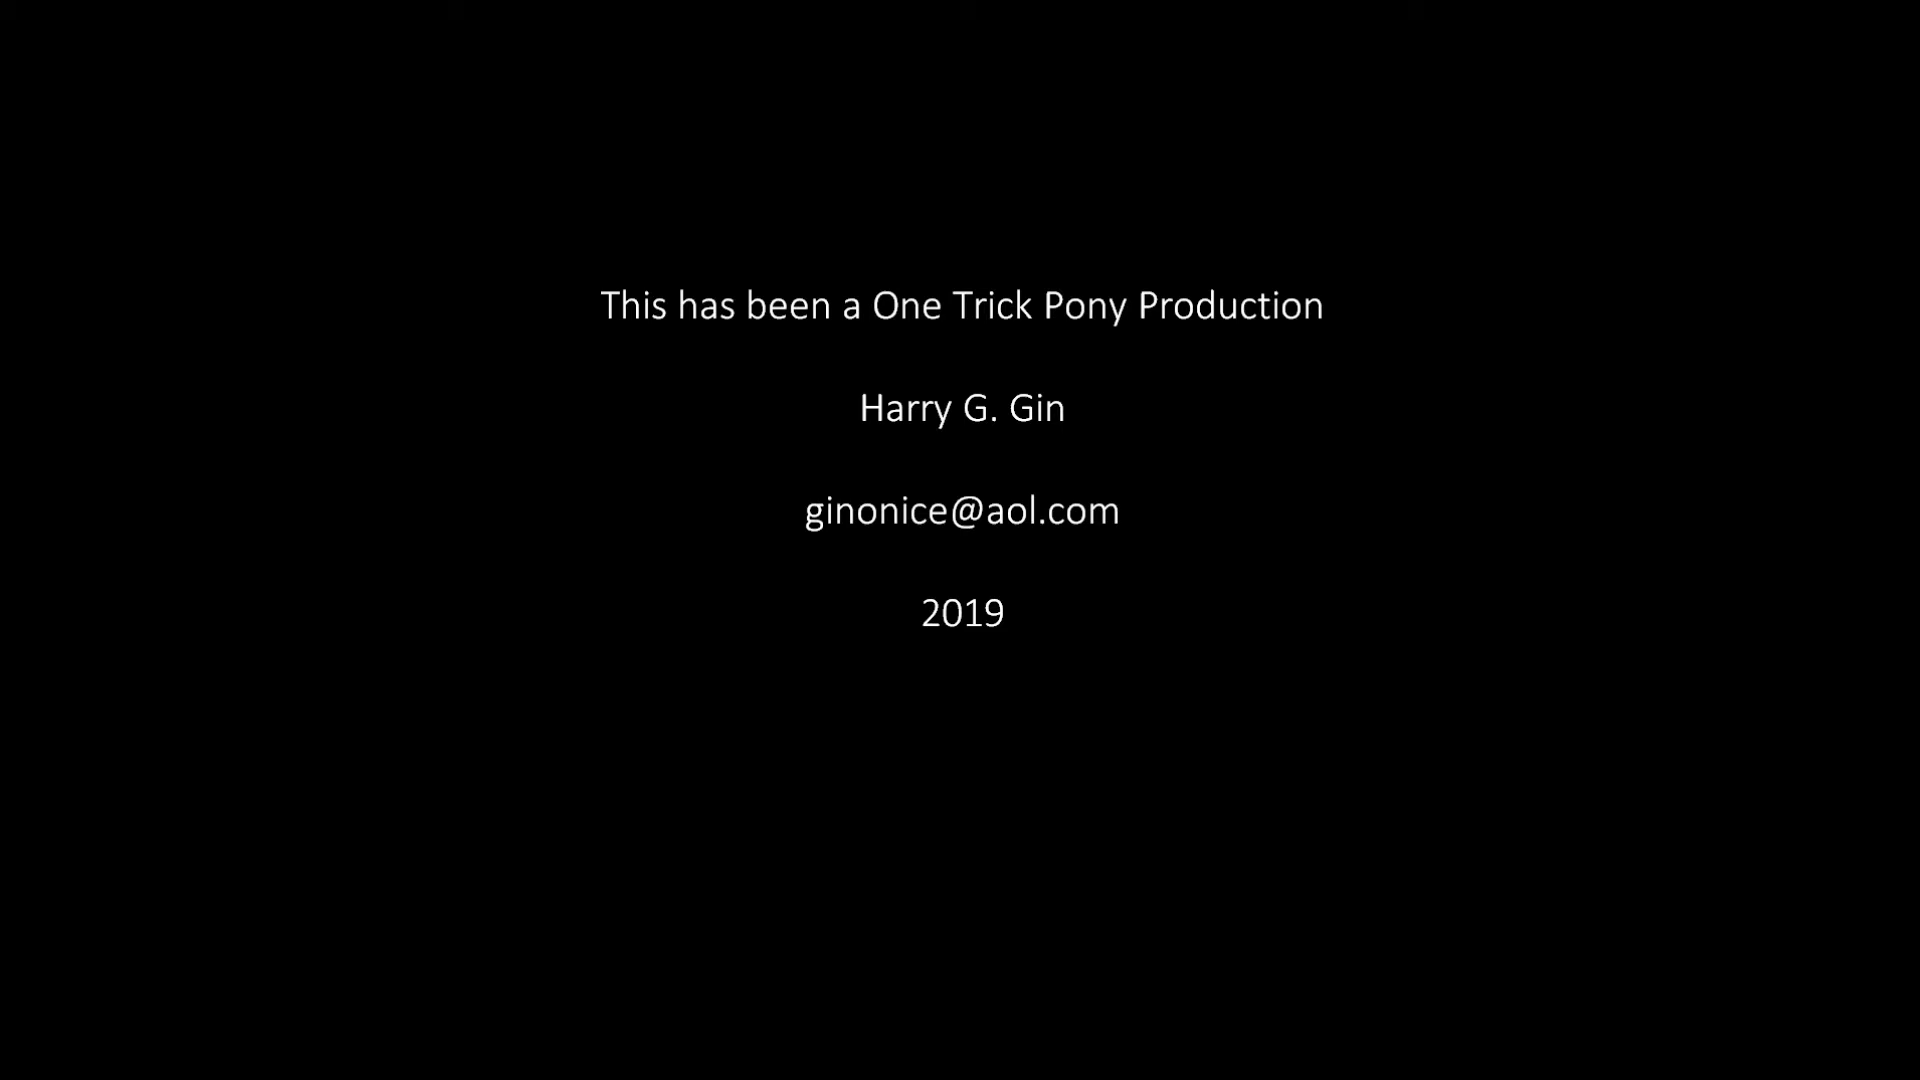 This has been a One Trick Pony Production
Harry G. Gin
ginonice@aol.com
2019